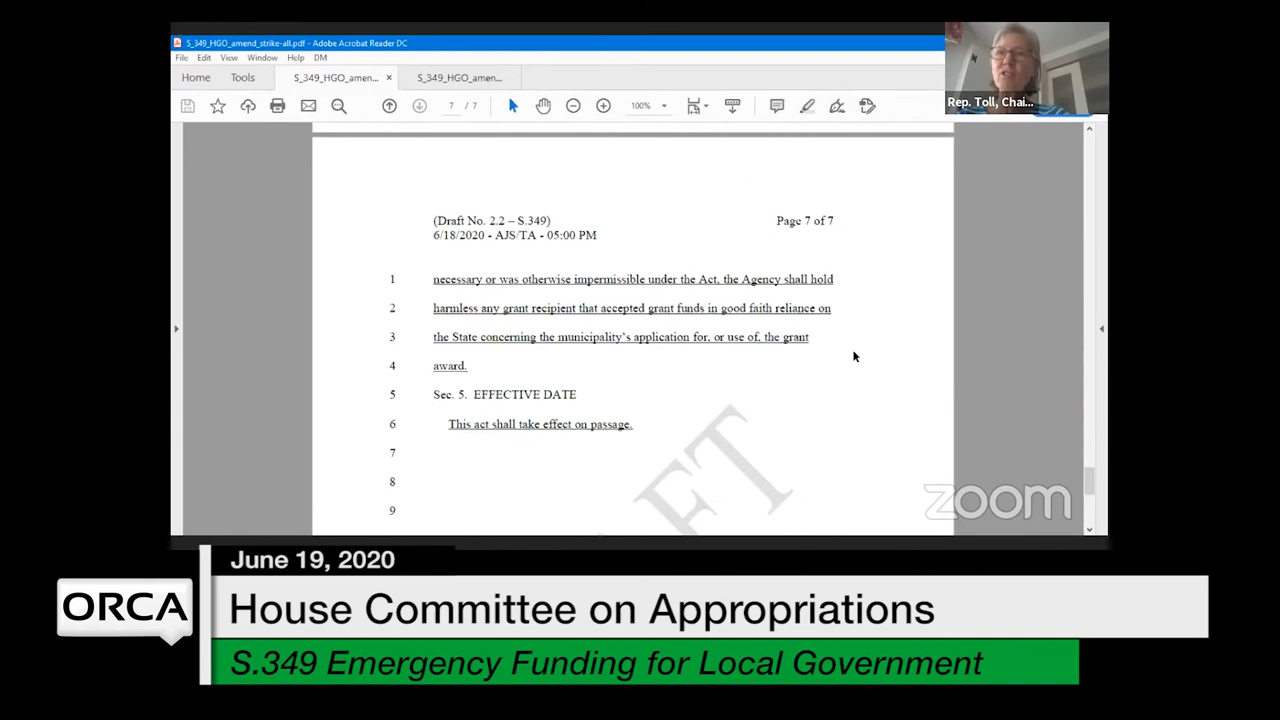 S_349_HGO_amend_strike-all.pdf - Adobe Acrobat Reader DC
File Edit View Window Help DM
Home Tools S_349_HGO_amen... × S_349_HGO_amen...
7 / 7 100%
Rep. Toll, Chai...
(Draft No. 2.2 – S.349) Page 7 of 7
6/18/2020 - AJS/TA - 05:00 PM
1 necessary or was otherwise impermissible under the Act, the Agency shall hold
2 harmless any grant recipient that accepted grant funds in good faith reliance on
3 the State concerning the municipality's application for, or use of, the grant
4 award.
5 Sec. 5. EFFECTIVE DATE
6 This act shall take effect on passage.
7
8
9
FT
zoom
June 19, 2020
ORCA
House Committee on Appropriations
S.349 Emergency Funding for Local Government